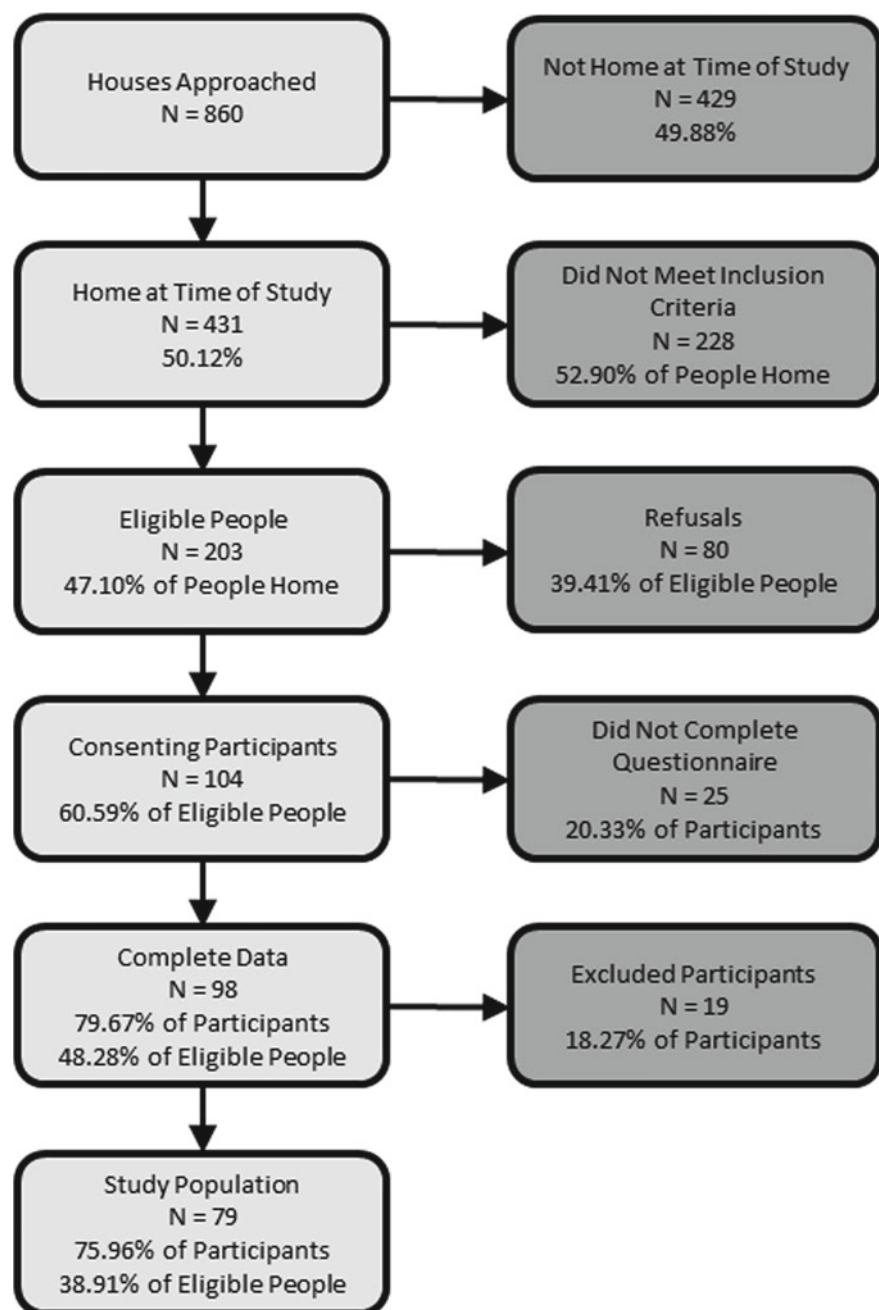 Houses Approached
N = 860
Not Home at Time of Study
N = 429
49.88%
Home at Time of Study
N = 431
50.12%
Did Not Meet Inclusion
Criteria
N = 228
52.90% of People Home
Eligible People
N = 203
47.10% of People Home
Refusals
N = 80
39.41% of Eligible People
Consenting Participants
N = 104
60.59% of Eligible People
Did Not Complete
Questionnaire
N = 25
20.33% of Participants
Complete Data
N = 98
79.67% of Participants
48.28% of Eligible People
Excluded Participants
N = 19
18.27% of Participants
Study Population
N = 79
75.96% of Participants
38.91% of Eligible People